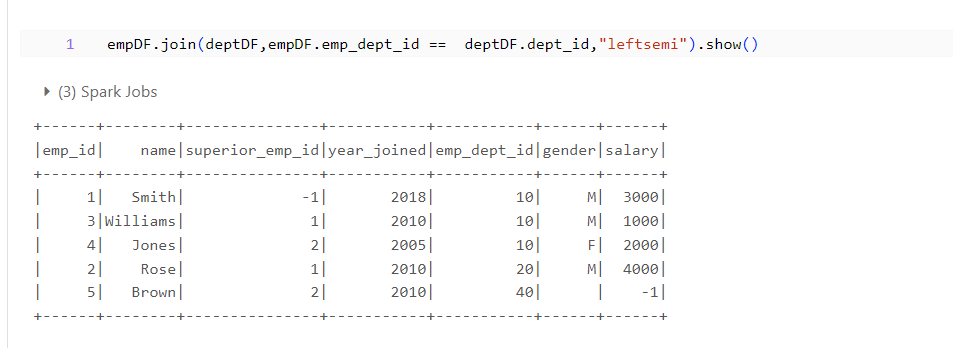 1 empDF.join(deptDF,empDF.emp_dept_id ==  deptDF.dept_id,"leftsemi").show()
(3) Spark Jobs
+------+--------+---------------+-----------+-----------+------+------+
|emp_id|    name|superior_emp_id|year_joined|emp_dept_id|gender|salary|
+------+--------+---------------+-----------+-----------+------+------+
|     1|   Smith|             -1|       2018|         10|     M|  3000|
|     3|Williams|              1|       2010|         10|     M|  1000|
|     4|   Jones|              2|       2005|         10|     F|  2000|
|     2|    Rose|              1|       2010|         20|     M|  4000|
|     5|   Brown|              2|       2010|         40|      |    -1|
+------+--------+---------------+-----------+-----------+------+------+